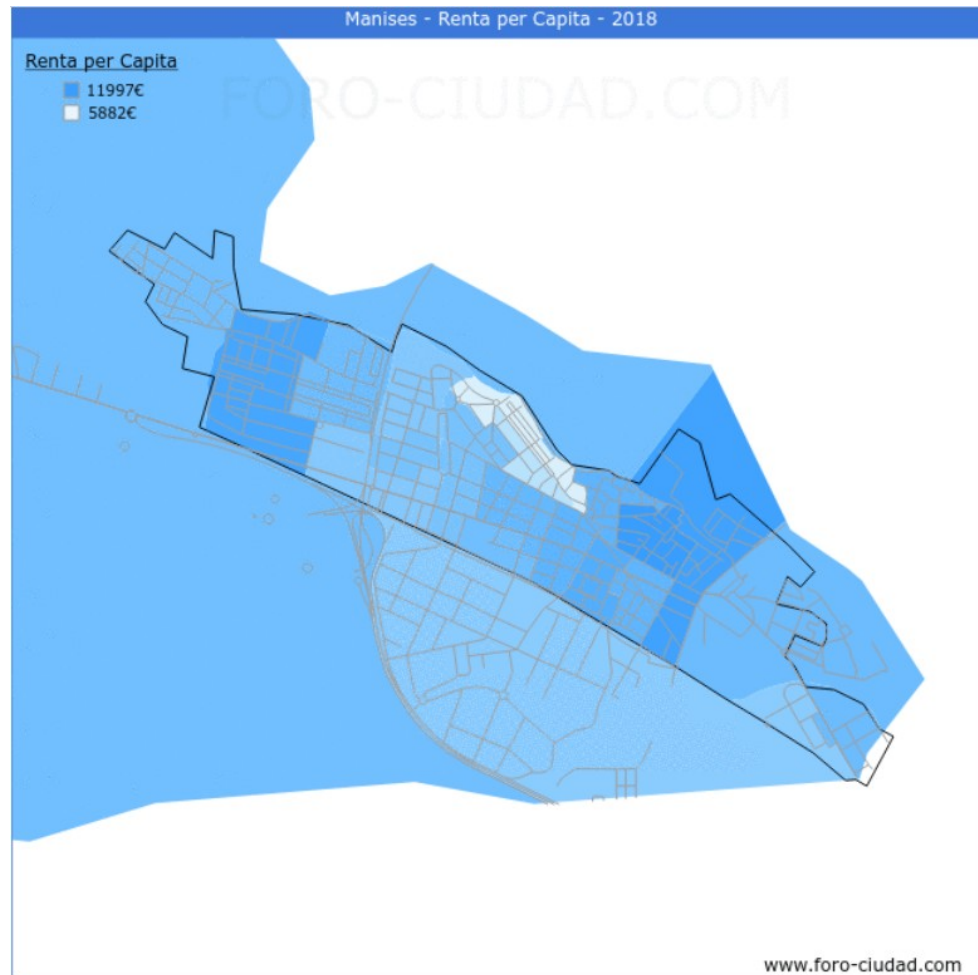 Manises - Renta per Capita - 2018
Renta per Capita
11997€
5882€
FORO-CIUDAD.COM
www.foro-ciudad.com